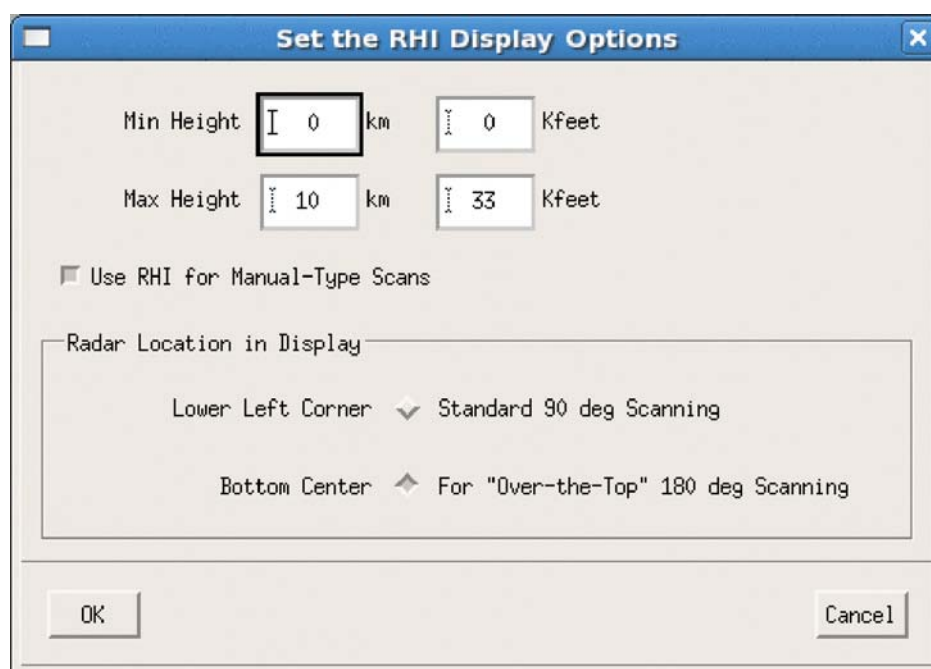 Set the RHI Display Options
Min Height 0 km 0 Kfeet
Max Height 10 km 33 Kfeet
Use RHI for Manual-Type Scans
Radar Location in Display
Lower Left Corner Standard 90 deg Scanning
Bottom Center For "Over-the-Top" 180 deg Scanning
OK Cancel